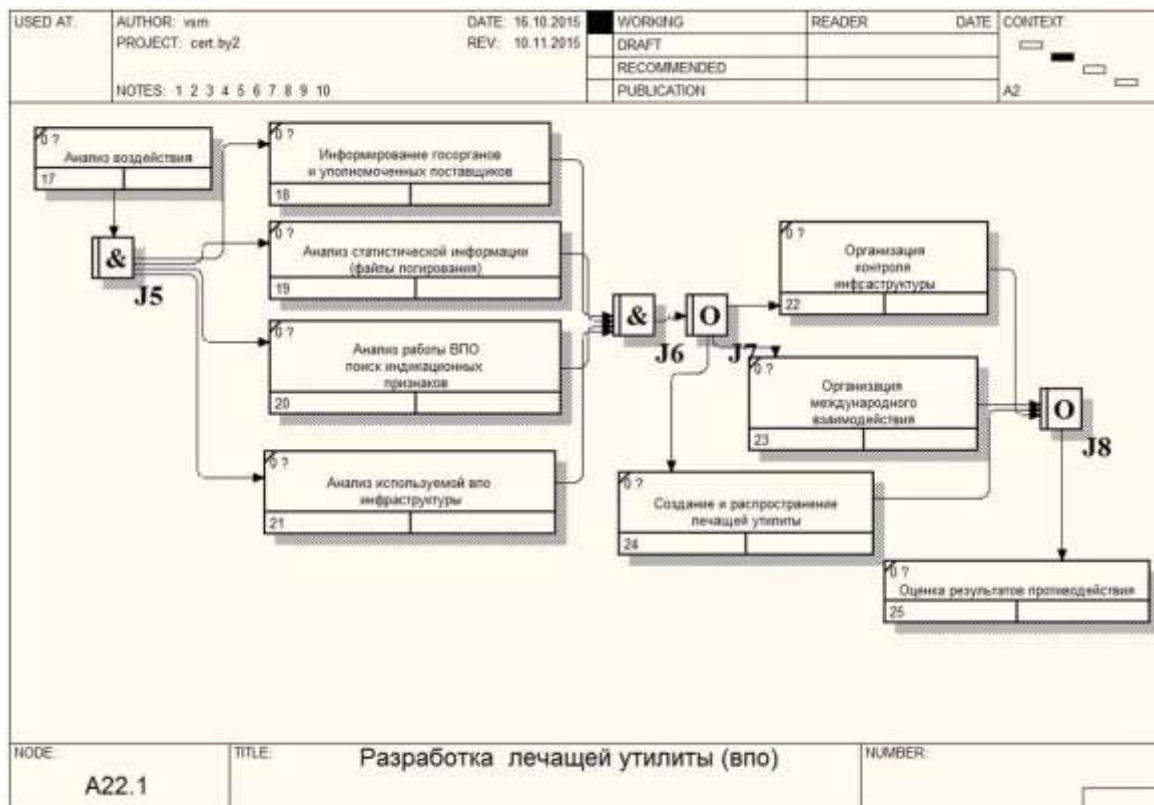 USED AT:
AUTHOR: vsm
DATE: 16.10.2015
PROJECT: cert.by2
REV: 10.11.2015
NOTES: 1 2 3 4 5 6 7 8 9 10
WORKING
DRAFT
RECOMMENDED
PUBLICATION
READER
DATE
CONTEXT:
A2
0 ?
Анализ воздействия
17
&
J5
0 ?
Информирование госорганов
и уполномоченных поставщиков
18
0 ?
Анализ статистической информации
(файлы логирования)
19
0 ?
Анализ работы ВПО
поиск индикационных
признаков
20
0 ?
Анализ используемой впо
инфраструктуры
21
&
J6
O
J7
0 ?
Организация
контроля
инфсраструктуры
22
0 ?
Организация
международного
взаимодействия
23
0 ?
Создание и распространение
лечащей утилиты
24
O
J8
0 ?
Оценка результатов противодействия
25
NODE:
A22.1
TITLE:
Разработка лечащей утилиты (впо)
NUMBER: